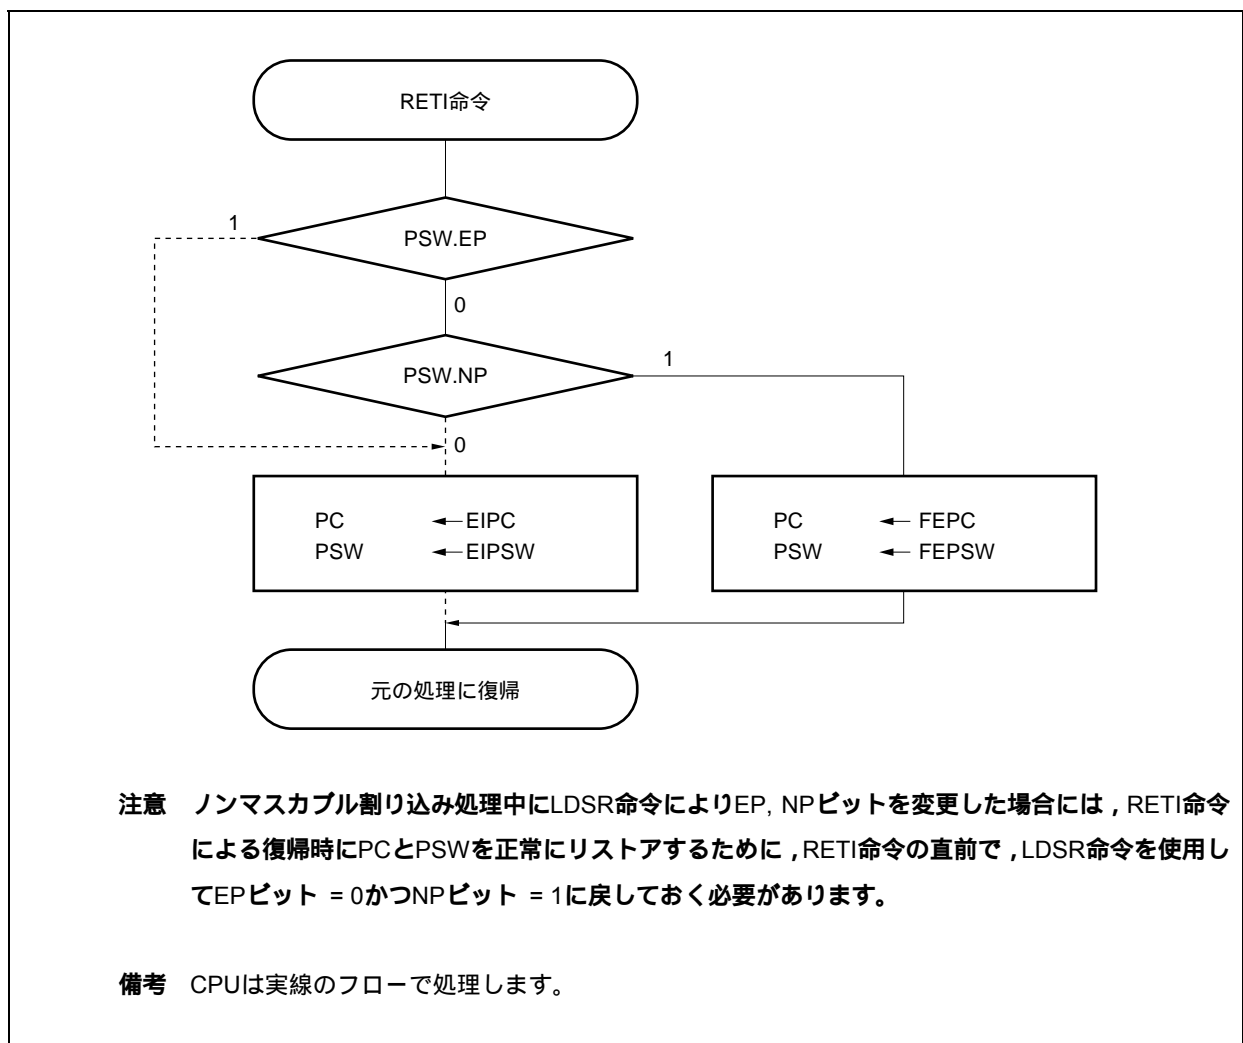 RETI命令
1
PSW.EP
0
1
PSW.NP
0
PC ← EIPC
PSW ← EIPSW
PC ← FEPC
PSW ← FEPSW
元の処理に復帰
注意 ノンマスカブル割り込み処理中にLDSR命令によりEP, NPビットを変更した場合には，RETI命令
による復帰時にPCとPSWを正常にリストアするために，RETI命令の直前で，LDSR命令を使用し
てEPビット = 0かつNPビット = 1に戻しておく必要があります。
備考 CPUは実線のフローで処理します。